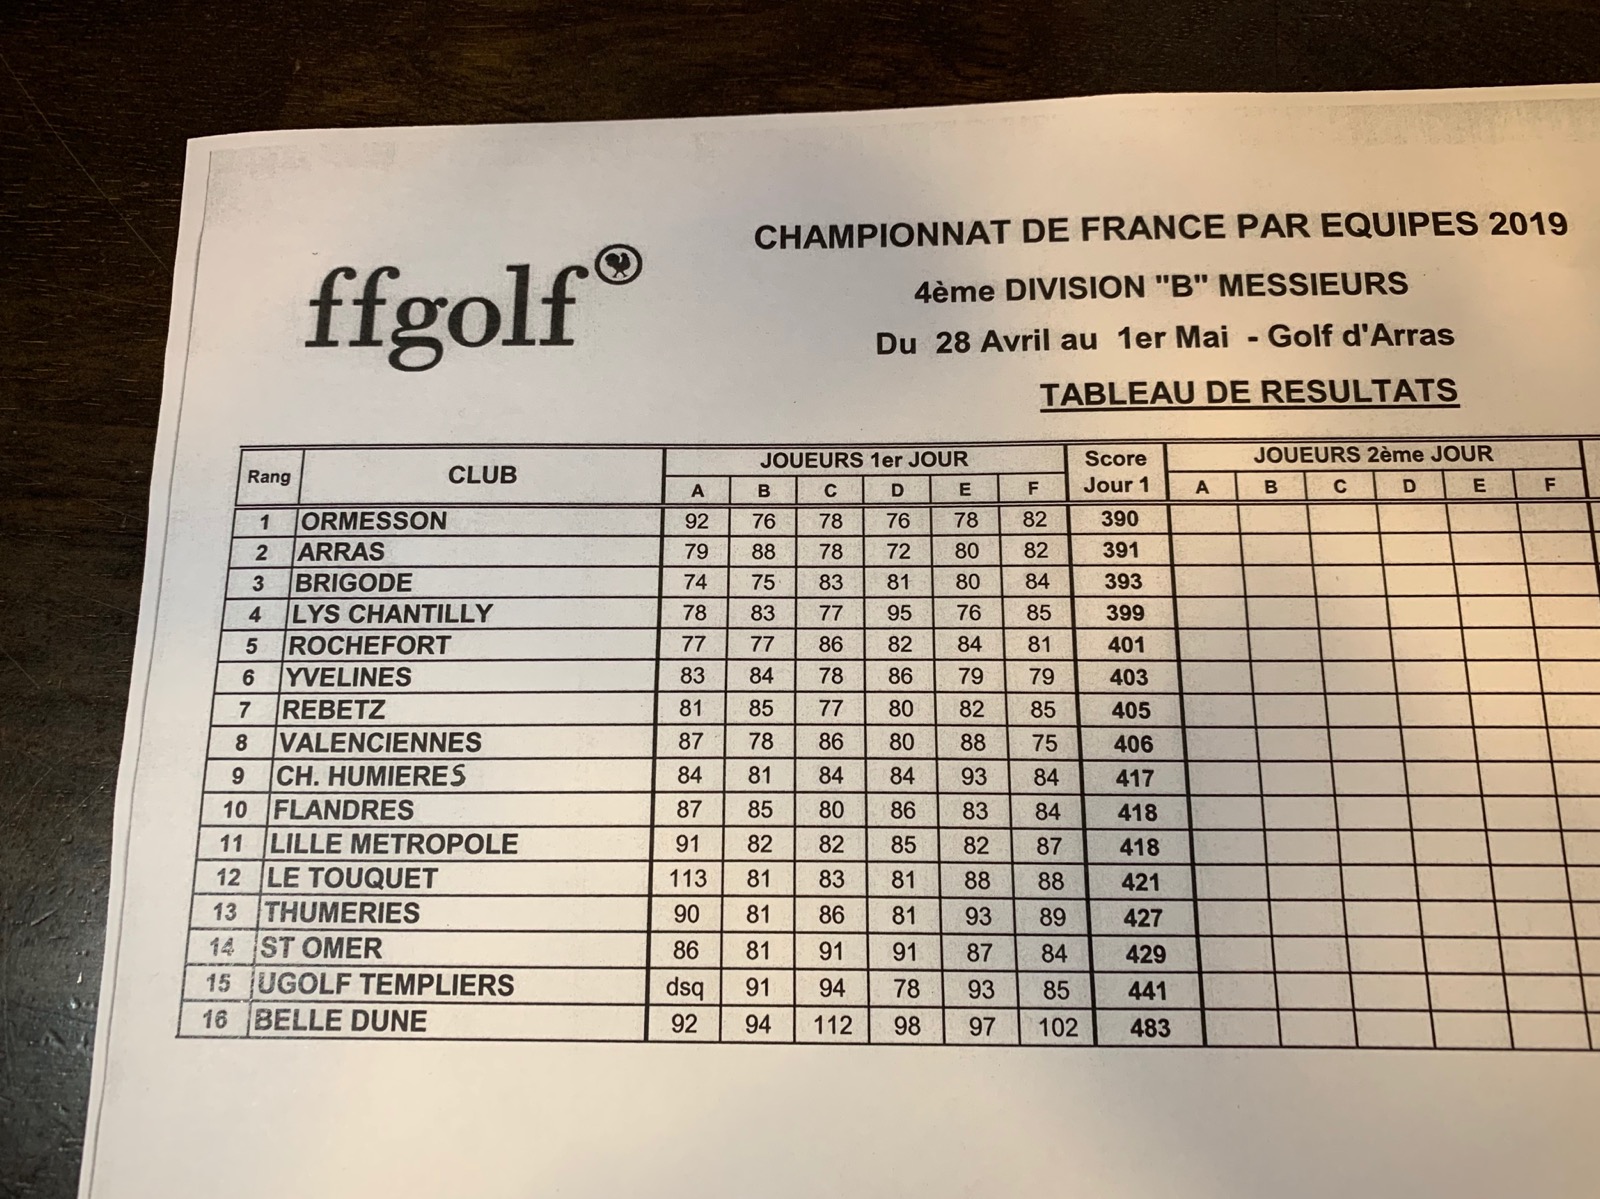 ffgolf
CHAMPIONNAT DE FRANCE PAR EQUIPES 2019
4ème DIVISION "B" MESSIEURS
Du 28 Avril au 1er Mai - Golf d'Arras
TABLEAU DE RESULTATS
Rang CLUB JOUEURS 1er JOUR Score Jour 1 JOUEURS 2ème JOUR
A B C D E F A B C D E F
1 ORMESSON 92 76 78 76 78 82 390
2 ARRAS 79 88 78 72 80 82 391
3 BRIGODE 74 75 83 81 80 84 393
4 LYS CHANTILLY 78 83 77 95 76 85 399
5 ROCHEFORT 77 77 86 82 84 81 401
6 YVELINES 83 84 78 86 79 79 403
7 REBETZ 81 85 77 80 82 85 405
8 VALENCIENNES 87 78 86 80 88 75 406
9 CH. HUMIERES 84 81 84 84 93 84 417
10 FLANDRES 87 85 80 86 83 84 418
11 LILLE METROPOLE 91 82 82 85 82 87 418
12 LE TOUQUET 113 81 83 81 88 88 421
13 THUMERIES 90 81 86 81 93 89 427
14 ST OMER 86 81 91 91 87 84 429
15 UGOLF TEMPLIERS dsq 91 94 78 93 85 441
16 BELLE DUNE 92 94 112 98 97 102 483